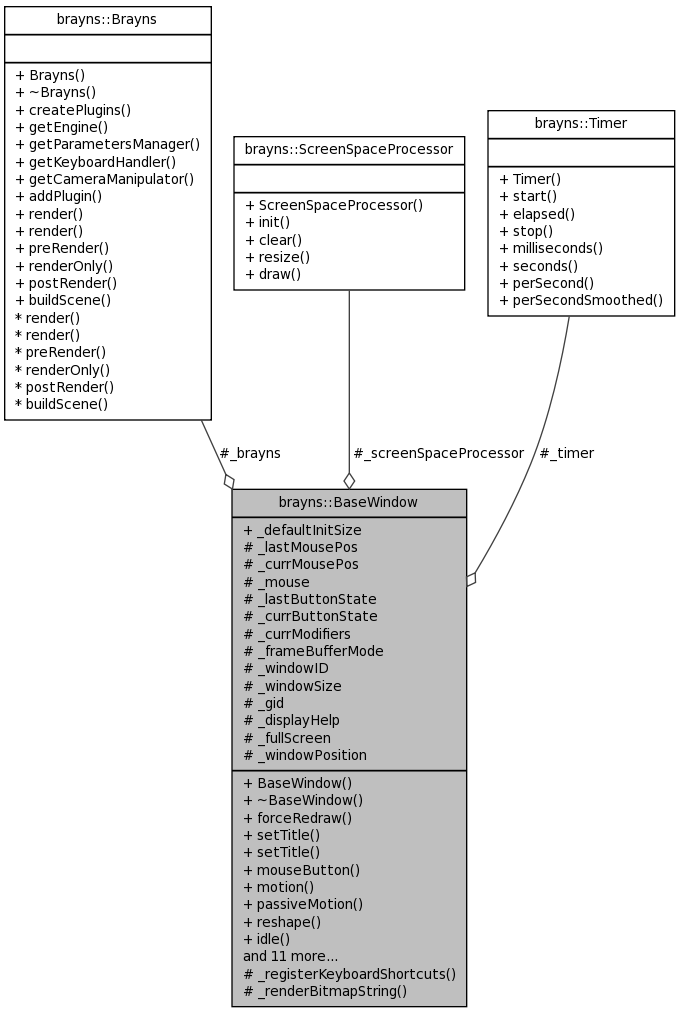 brayns::Brayns
+ Brayns()
+ ~Brayns()
+ createPlugins()
+ getEngine()
+ getParametersManager()
+ getKeyboardHandler()
+ getCameraManipulator()
+ addPlugin()
+ render()
+ render()
+ preRender()
+ renderOnly()
+ postRender()
+ buildScene()
* render()
* render()
* preRender()
* renderOnly()
* postRender()
* buildScene()
brayns::ScreenSpaceProcessor
+ ScreenSpaceProcessor()
+ init()
+ clear()
+ resize()
+ draw()
brayns::Timer
+ Timer()
+ start()
+ elapsed()
+ stop()
+ milliseconds()
+ seconds()
+ perSecond()
+ perSecondSmoothed()
#_brayns
#_screenSpaceProcessor
#_timer
brayns::BaseWindow
+ _defaultInitSize
# _lastMousePos
# _currMousePos
# _mouse
# _lastButtonState
# _currButtonState
# _currModifiers
# _frameBufferMode
# _windowID
# _windowSize
# _gid
# _displayHelp
# _fullScreen
# _windowPosition
+ BaseWindow()
+ ~BaseWindow()
+ forceRedraw()
+ setTitle()
+ setTitle()
+ mouseButton()
+ motion()
+ passiveMotion()
+ reshape()
+ idle()
and 11 more...
# _registerKeyboardShortcuts()
# _renderBitmapString()